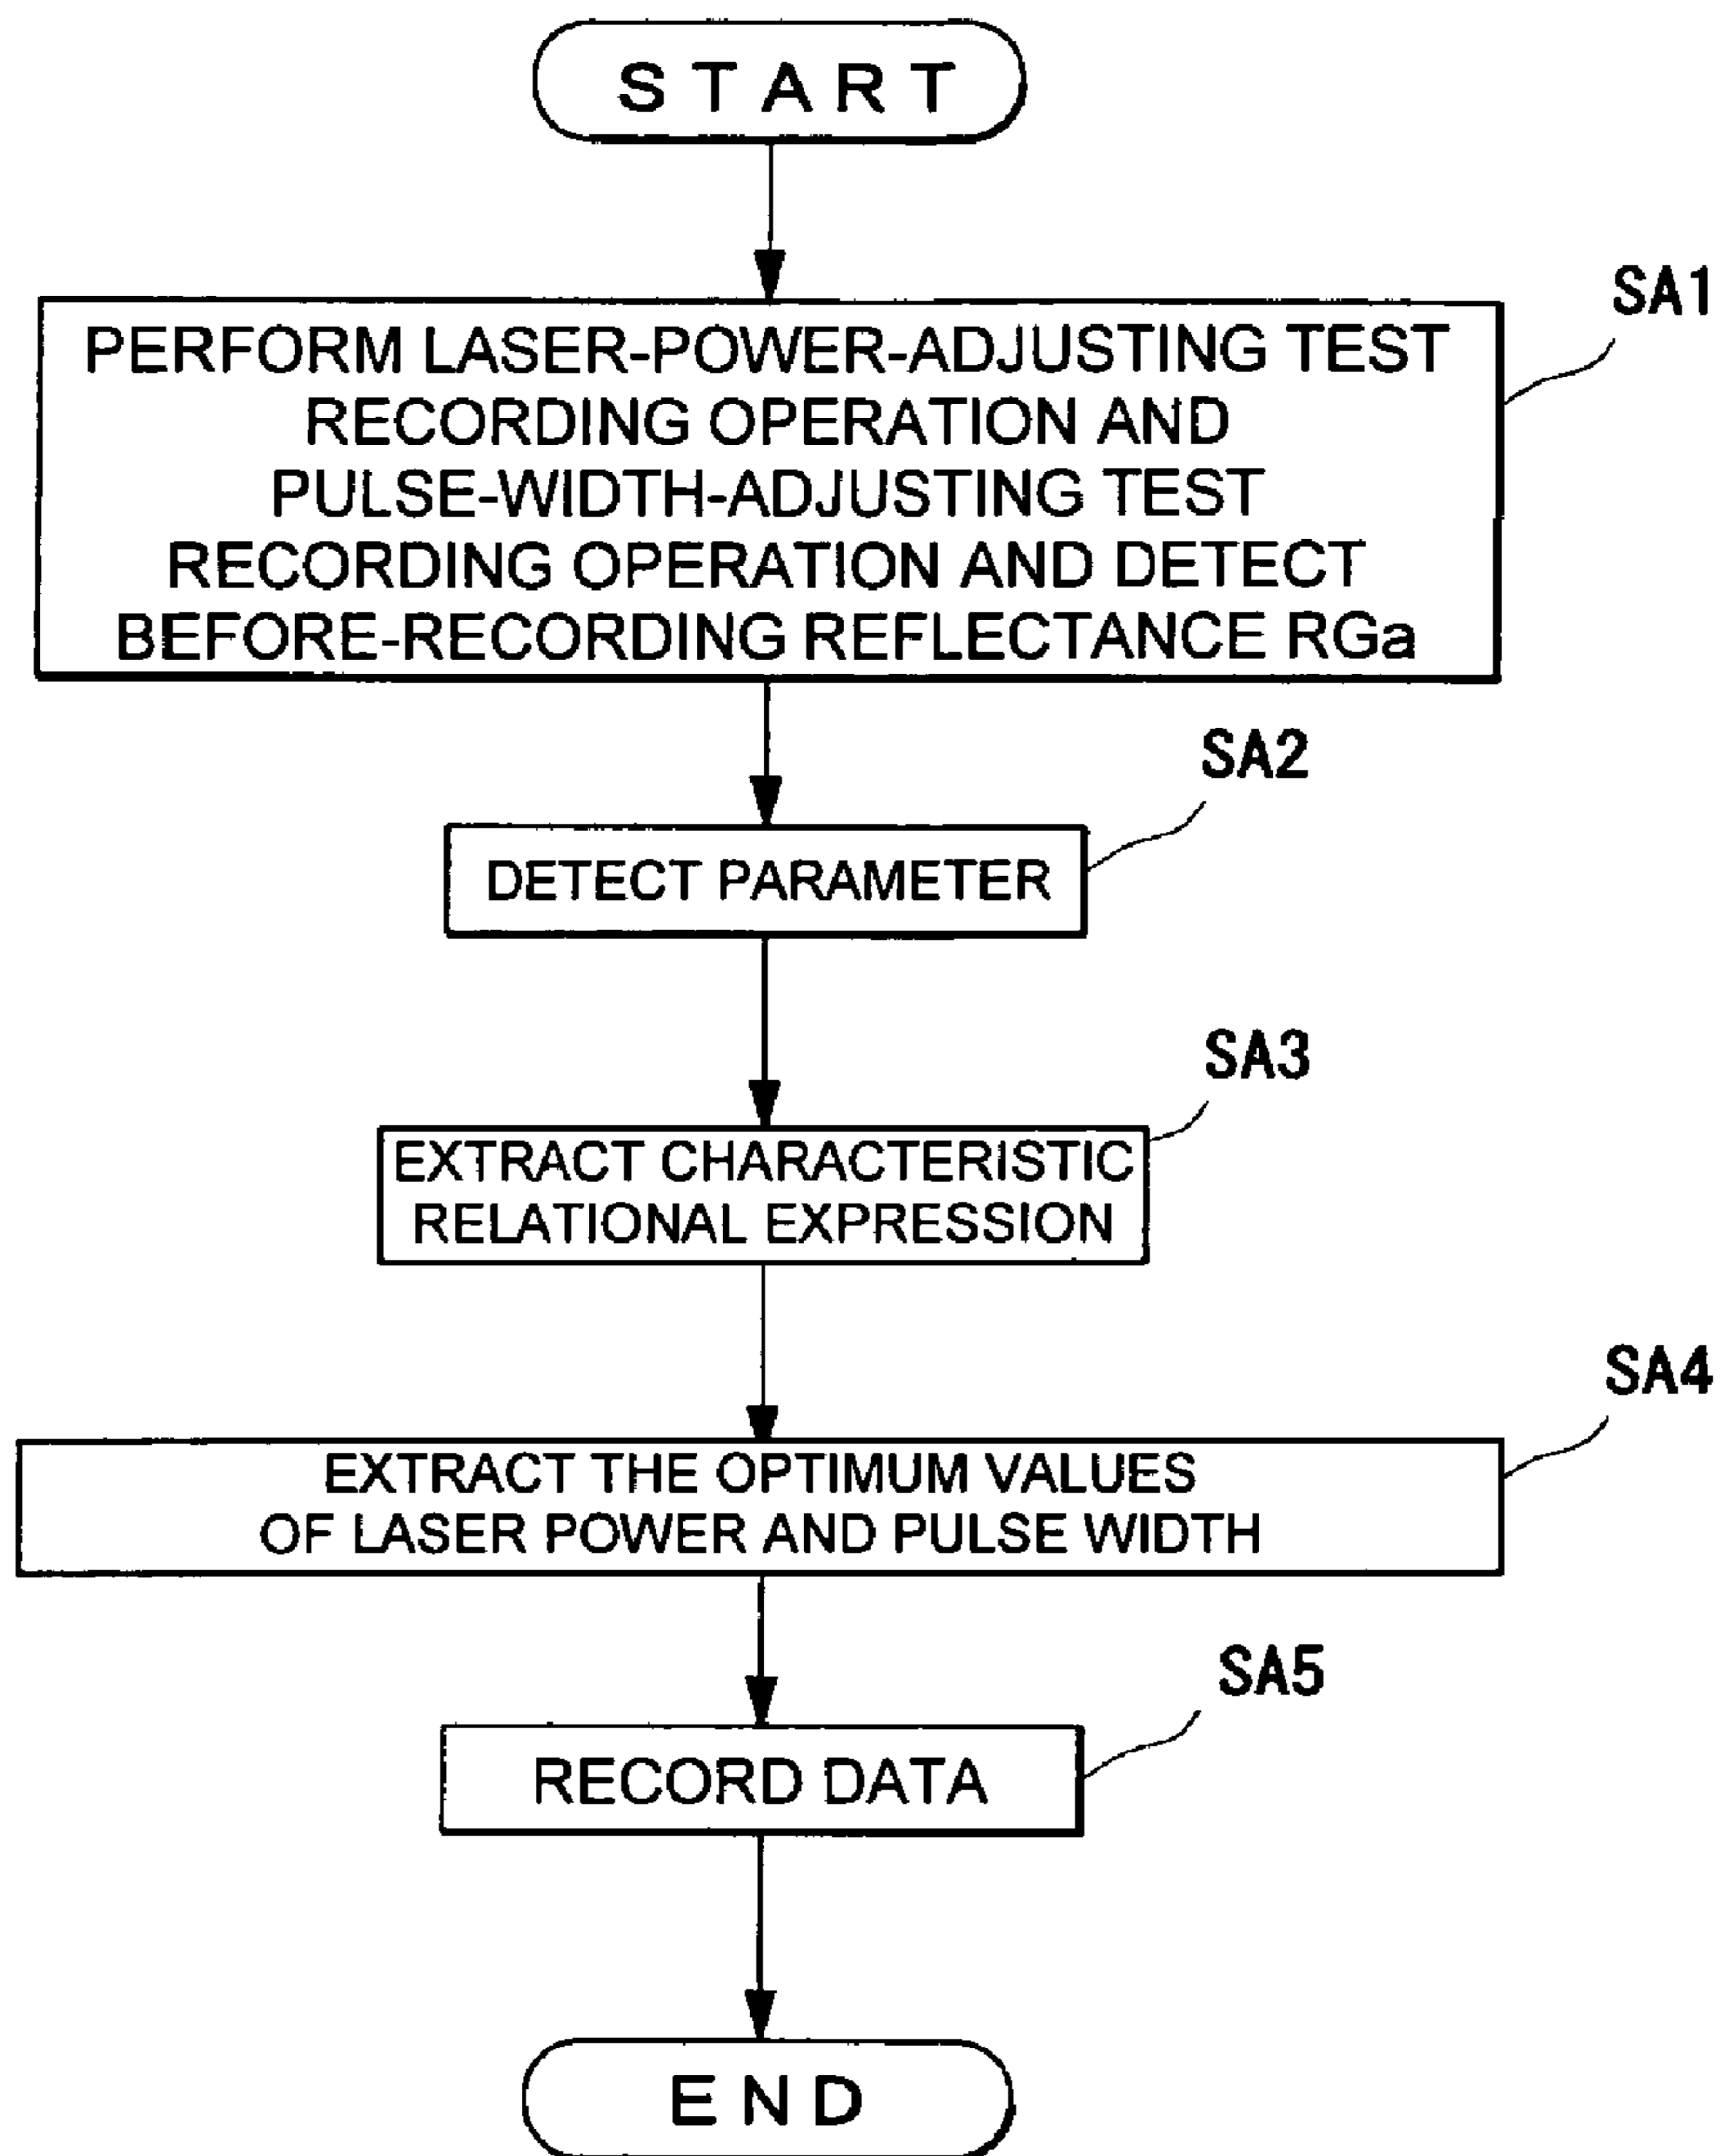 START
SA1
PERFORM LASER-POWER-ADJUSTING TEST
RECORDING OPERATION AND
PULSE-WIDTH-ADJUSTING TEST
RECORDING OPERATION AND DETECT
BEFORE-RECORDING REFLECTANCE RGa
SA2
DETECT PARAMETER
SA3
EXTRACT CHARACTERISTIC
RELATIONAL EXPRESSION
SA4
EXTRACT THE OPTIMUM VALUES
OF LASER POWER AND PULSE WIDTH
SA5
RECORD DATA
END